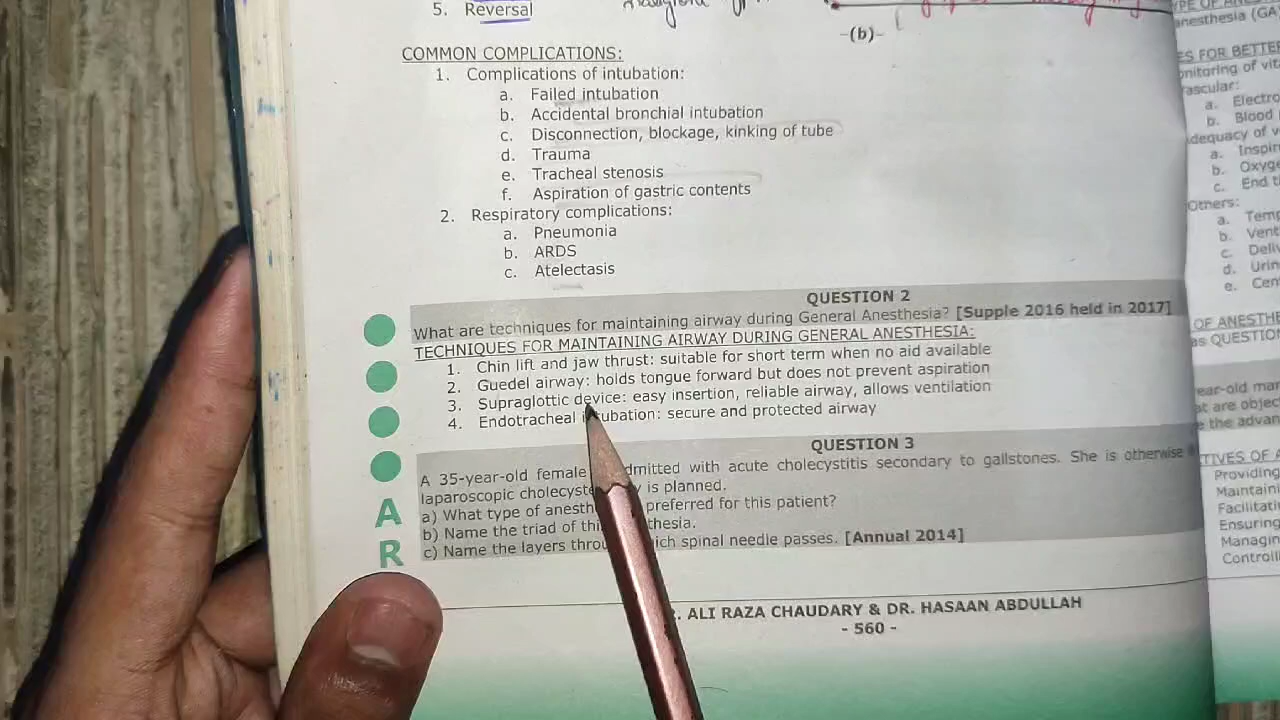 5. Reversal
-(b)-
COMMON COMPLICATIONS:
1. Complications of intubation:
a. Failed intubation
b. Accidental bronchial intubation
c. Disconnection, blockage, kinking of tube
d. Trauma
e. Tracheal stenosis
f. Aspiration of gastric contents
2. Respiratory complications:
a. Pneumonia
b. ARDS
c. Atelectasis
QUESTION 2
What are techniques for maintaining airway during General Anesthesia? [Supple 2016 held in 2017]
TECHNIQUES FOR MAINTAINING AIRWAY DURING GENERAL ANESTHESIA:
1. Chin lift and jaw thrust: suitable for short term when no aid available
2. Guedel airway: holds tongue forward but does not prevent aspiration
3. Supraglottic device: easy insertion, reliable airway, allows ventilation
4. Endotracheal intubation: secure and protected airway
QUESTION 3
A 35-year-old female admitted with acute cholecystitis secondary to gallstones. She is otherwise
laparoscopic is planned.
a) What type of preferred for this patient?
b) Name the triad of
c) Name the layers spinal needle passes. [Annual 2014]
A
R
ALI RAZA CHAUDARY & DR. HASAAN ABDULLAH
- 560 -
anesthesia (GA
ES FOR BETTER
onitoring of vit
ascular:
a. Electro
b. Blood
dequacy of v
a. Inspir
b. Oxyge
c. End t
Others:
a. Temp
b. Vent
c. Deliv
d. Urin
e. Cen
OF ANESTHE
as QUESTION
ear-old mar
at are objec
e the advan
TIVES OF A
Providing
Maintaini
Facilitati
Ensuring
Managin
Controlli